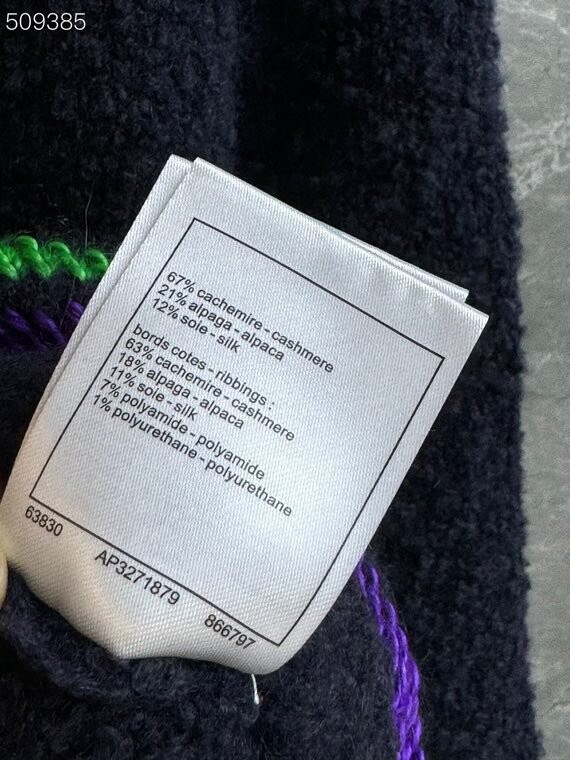 509385
67% cachemire - cashmere
21% alpaga - alpaca
12% soie - silk
bords cotes - ribbings :
63% cachemire - cashmere
18% alpaga - alpaca
11% soie - silk
7% polyamide - polyamide
1% polyurethane - polyurethane
63830
AP3271879
866797